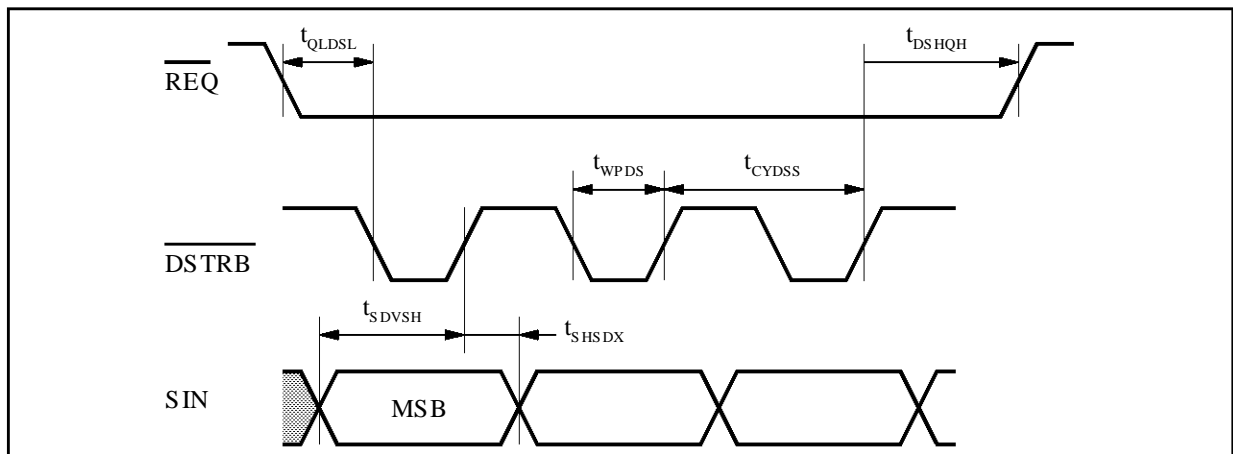 tQLDSL
tDSHQH
REQ
tWPDS
tCYDSS
DSTRB
tSDVSH
tSHSDX
SIN
MSB